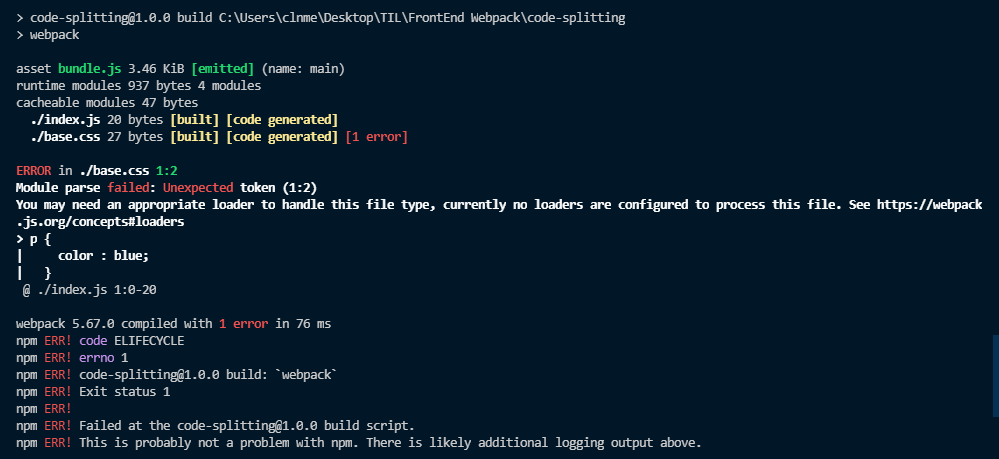 > code-splitting@1.0.0 build C:\Users\clnme\Desktop\TIL\FrontEnd Webpack\code-splitting
> webpack
asset bundle.js 3.46 KiB [emitted] (name: main)
runtime modules 937 bytes 4 modules
cacheable modules 47 bytes
./index.js 20 bytes [built] [code generated]
./base.css 27 bytes [built] [code generated] [1 error]
ERROR in ./base.css 1:2
Module parse failed: Unexpected token (1:2)
You may need an appropriate loader to handle this file type, currently no loaders are configured to process this file. See https://webpack
.js.org/concepts#loaders
> p {
|     color : blue;
|   }
@ ./index.js 1:0-20
webpack 5.67.0 compiled with 1 error in 76 ms
npm ERR! code ELIFECYCLE
npm ERR! errno 1
npm ERR! code-splitting@1.0.0 build: `webpack`
npm ERR! Exit status 1
npm ERR!
npm ERR! Failed at the code-splitting@1.0.0 build script.
npm ERR! This is probably not a problem with npm. There is likely additional logging output above.